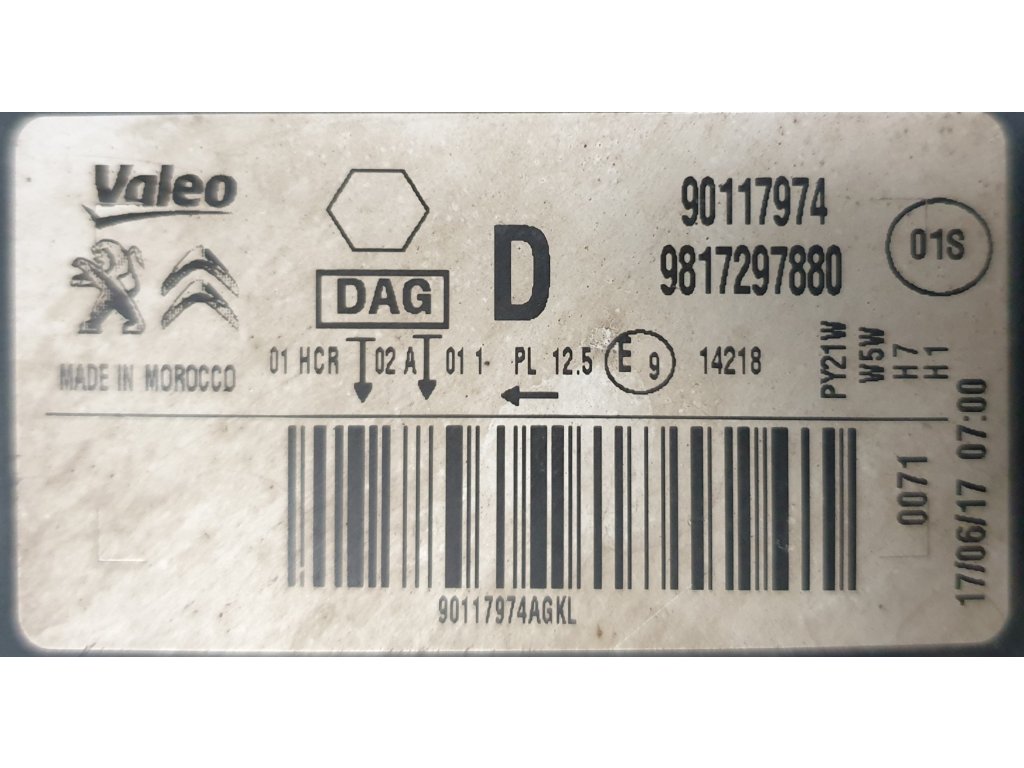 Valeo
90117974
01S
D
9817297880
DAG
01 HCR 02 A 01 1- PL 12.5 E 9 14218
PY21W
W5W
H7
H1
MADE IN MOROCCO
0071
17/06/17 07:00
90117974AGKL